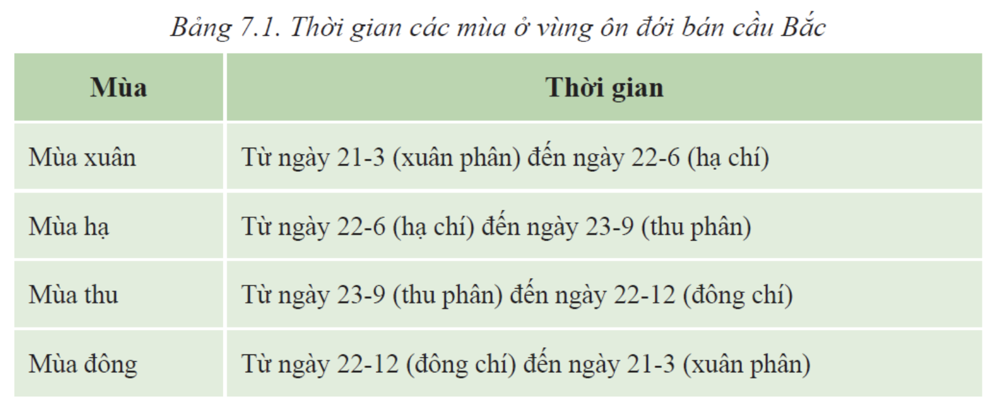 Bảng 7.1. Thời gian các mùa ở vùng ôn đới bán cầu Bắc
Mùa Thời gian
Mùa xuân Từ ngày 21-3 (xuân phân) đến ngày 22-6 (hạ chí)
Mùa hạ Từ ngày 22-6 (hạ chí) đến ngày 23-9 (thu phân)
Mùa thu Từ ngày 23-9 (thu phân) đến ngày 22-12 (đông chí)
Mùa đông Từ ngày 22-12 (đông chí) đến ngày 21-3 (xuân phân)